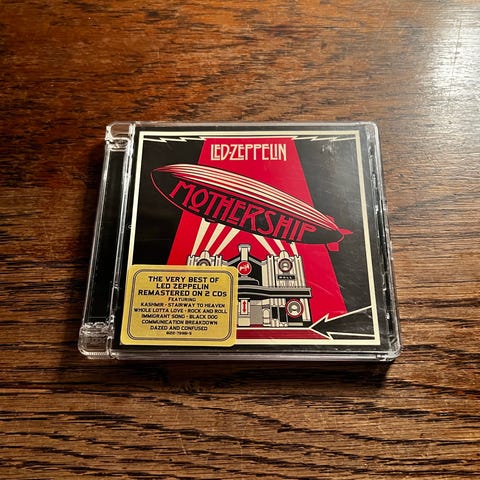 LED-ZEPPELIN
MOTHERSHIP
THE VERY BEST OF
LED ZEPPELIN
REMASTERED ON 2 CDS
FEATURING
KASHMIR - STAIRWAY TO HEAVEN
WHOLE LOTTA LOVE - ROCK AND ROLL
IMMIGRANT SONG - BLACK DOG
COMMUNICATION BREAKDOWN
DAZED AND CONFUSED